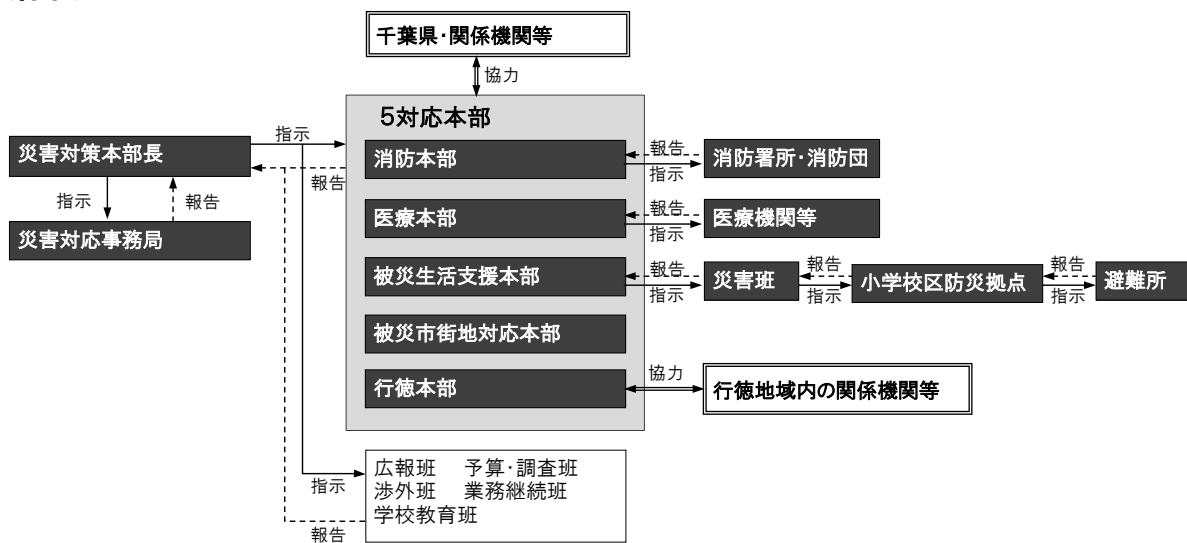 千葉県・関係機関等
協力
5対応本部
災害対策本部長
指示
報告
指示
報告
災害対応事務局
消防本部
報告
指示
消防署所・消防団
医療本部
報告
指示
医療機関等
被災生活支援本部
報告
指示
災害班
報告
指示
小学校区防災拠点
報告
指示
避難所
被災市街地対応本部
行徳本部
協力
行徳地域内の関係機関等
指示
報告
広報班 予算・調査班
渉外班 業務継続班
学校教育班